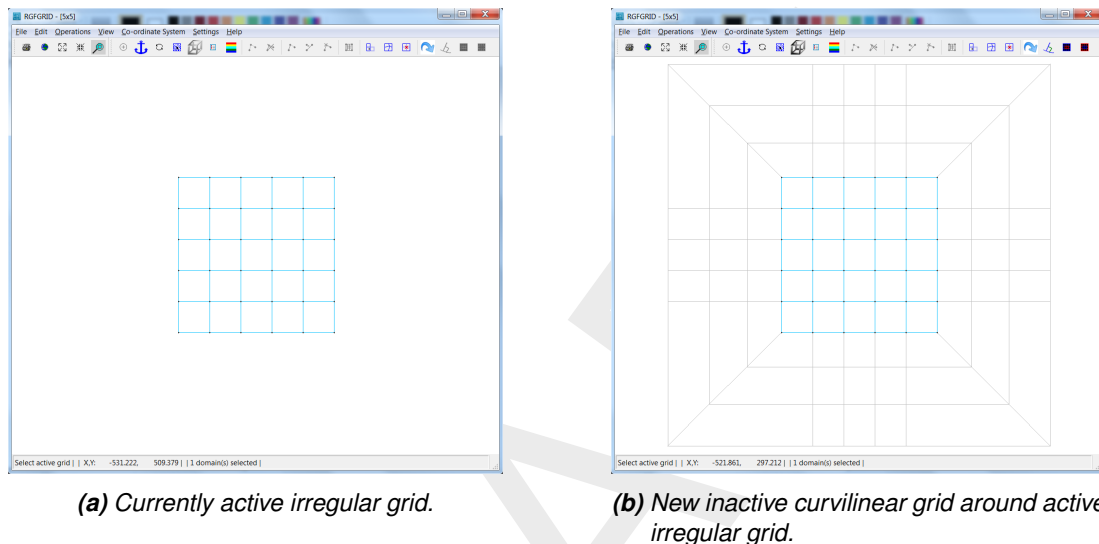 RGFGRID - [5x5]
File Edit Operations View Co-ordinate System Settings Help
Select active grid | | X,Y: -531.222, 509.379 | | 1 domain(s) selected |
(a) Currently active irregular grid.
RGFGRID - [5x5]
File Edit Operations View Co-ordinate System Settings Help
Select active grid | | X,Y: -521.861, 297.212 | | 1 domain(s) selected |
(b) New inactive curvilinear grid around active
irregular grid.